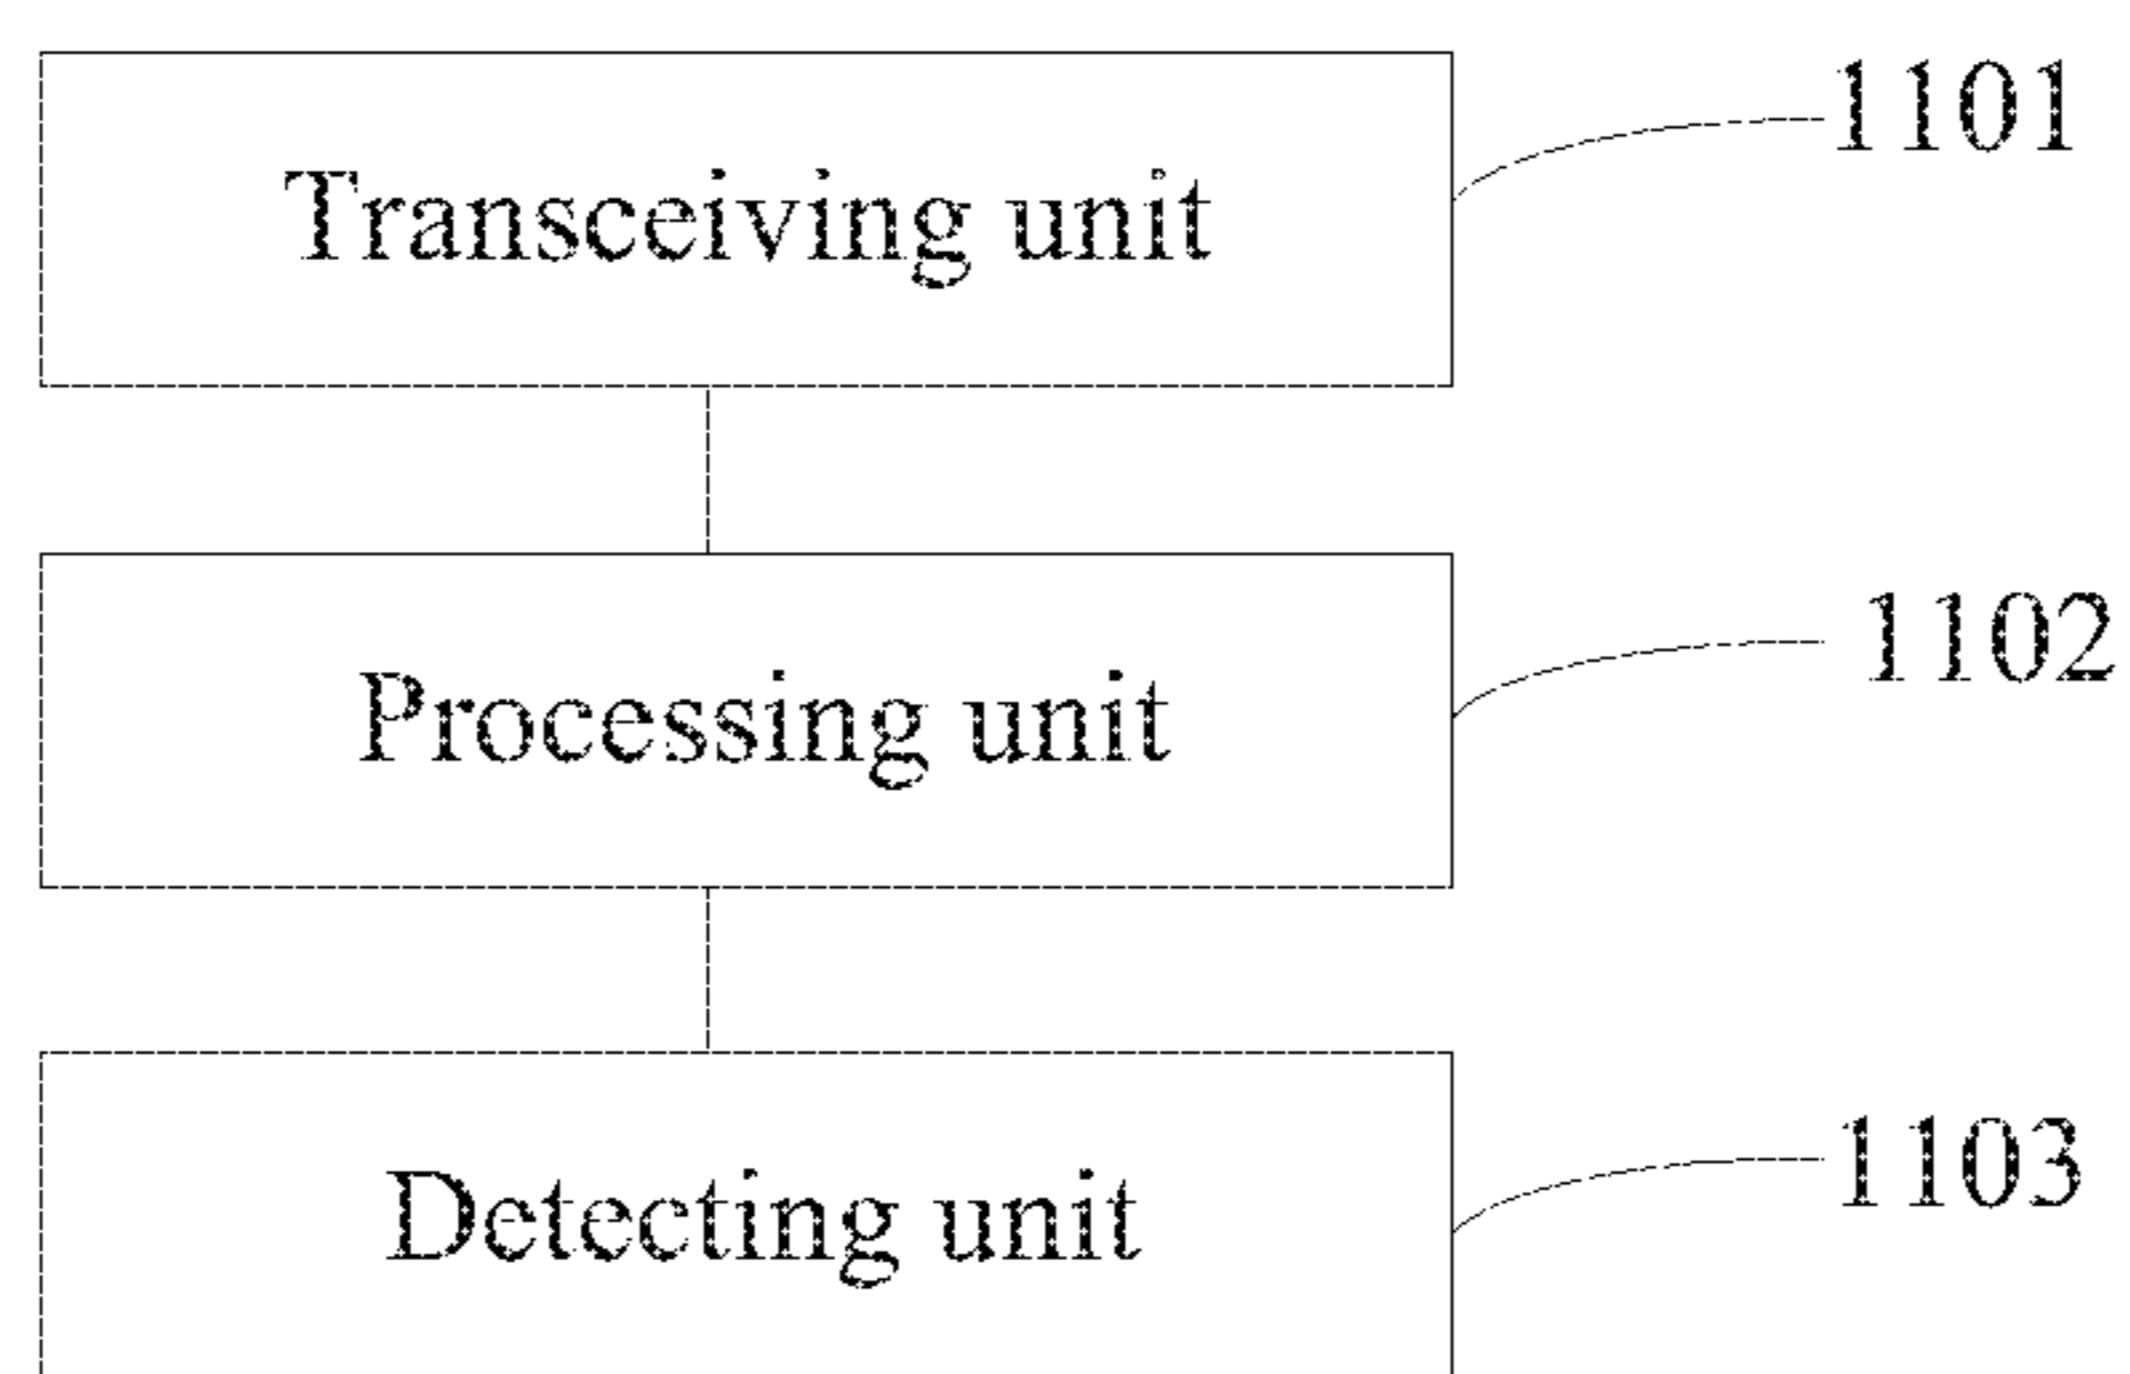 Transceiving unit
1101
Processing unit
1102
Detecting unit
1103